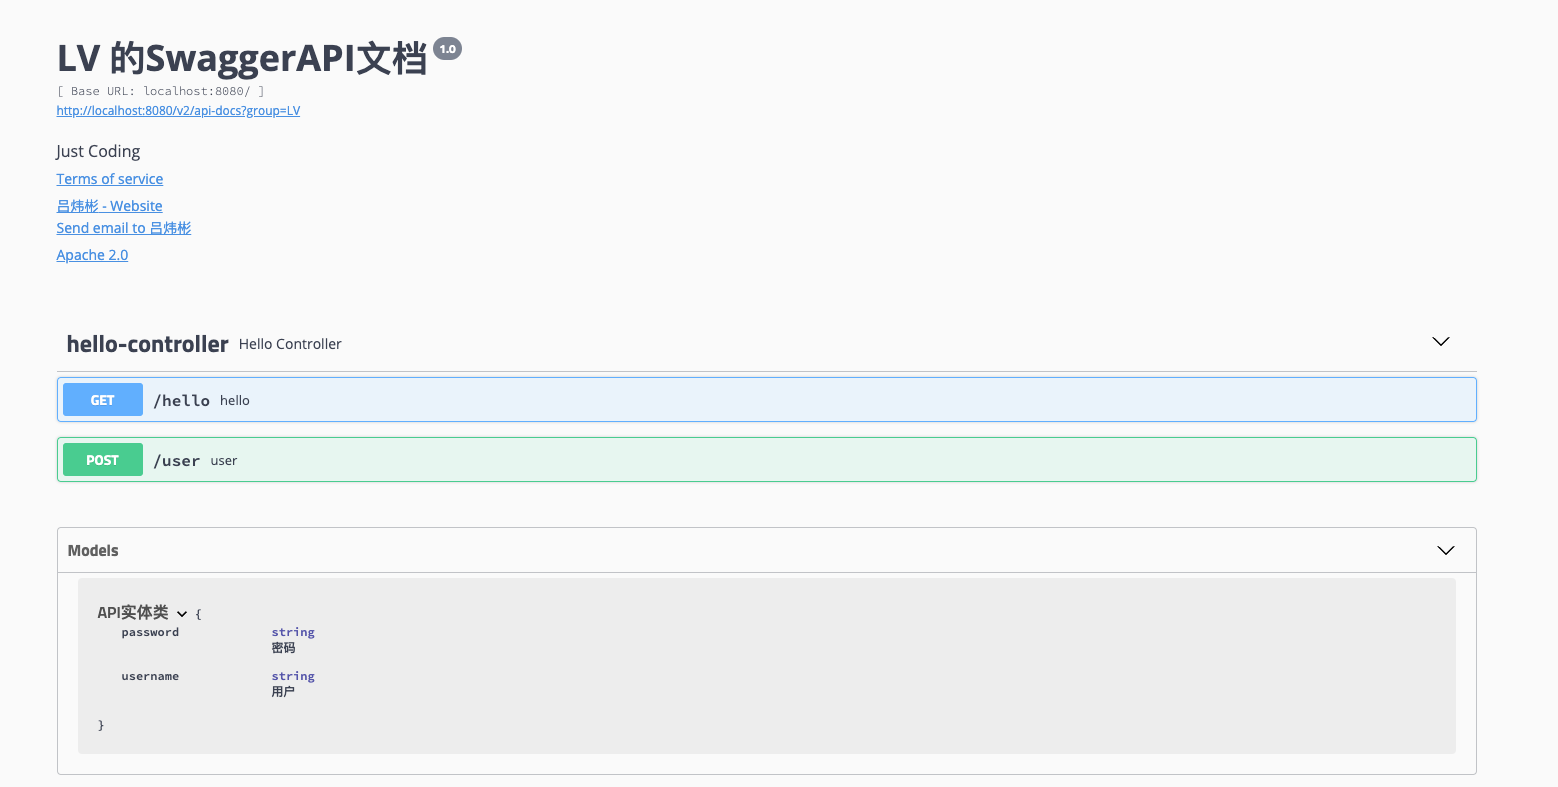 LV 的SwaggerAPI文档 1.0
[ Base URL: localhost:8080/ ]
http://localhost:8080/v2/api-docs?group=LV
Just Coding
Terms of service
吕炜彬 - Website
Send email to 吕炜彬
Apache 2.0
hello-controller Hello Controller
GET /hello hello
POST /user user
Models
API实体类 {
password string
密码
username string
用户
}